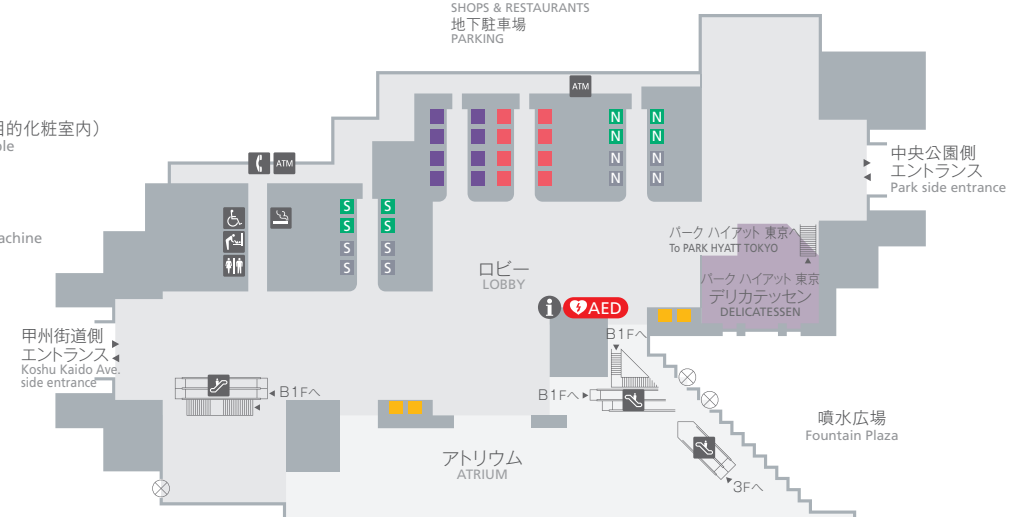 SHOPS & RESTAURANTS
地下駐車場
PARKING
ATM
目的化粧室内）
ble
ATM
N N
N N
N N
N N
中央公園側
エントランス
Park side entrance
S S
S S
S S
S S
achine
パーク ハイアット 東京へ
To PARK HYATT TOKYO
ロビー
LOBBY
パーク ハイアット 東京
デリカテッセン
DELICATESSEN
i AED
甲州街道側
エントランス
Koshu Kaido Ave.
side entrance
B1Fへ
B1Fへ
B1Fへ
噴水広場
Fountain Plaza
アトリウム
ATRIUM
3Fへ